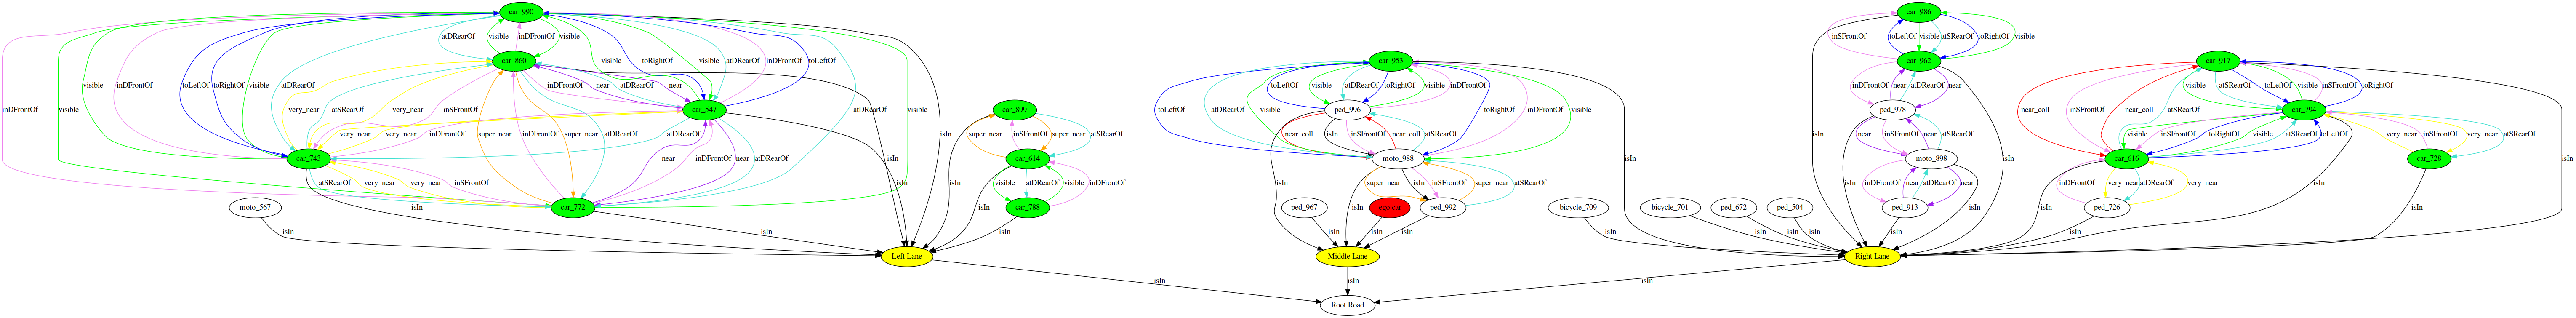 car_990 car_986
inDFrontOf atDRearOf visible visible inSFrontOf visible atSRearOf toRightOf visible
car_860 car_953 car_962 car_917
visible inDFrontOf toLeftOf toRightOf visible atDRearOf visible toRightOf visible atDRearOf inDFrontOf toLeftOf toLeftOf
inDFrontOf visible inDFrontOf atDRearOf inDFrontOf near atDRearOf near atDRearOf visible visible atDRearOf toRightOf visible inDFrontOf inDFrontOf atDRearOf near atSRearOf visible inSFrontOf toLeftOf toRightOf
car_547 car_899 ped_996 ped_978 car_794
toLeftOf atDRearOf visible toRightOf inDFrontOf visible near_coll inSFrontOf near_coll atSRearOf
very_near atSRearOf very_near inSFrontOf inDFrontOf very_near very_near super_near inDFrontOf super_near atDRearOf atDRearOf isIn super_near inSFrontOf super_near atSRearOf near_coll isIn inSFrontOf near_coll atSRearOf isIn near inSFrontOf near atSRearOf visible inSFrontOf toRightOf visible atSRearOf toLeftOf very_near inSFrontOf very_near atSRearOf
car_743 car_614 moto_988 moto_898 car_616 car_728
atSRearOf very_near very_near inSFrontOf near inDFrontOf near atDRearOf isIn isIn visible atDRearOf visible inDFrontOf isIn super_near isIn inSFrontOf super_near atSRearOf isIn inDFrontOf near atDRearOf near isIn inDFrontOf very_near atDRearOf very_near isIn
moto_567 car_772 car_788 ped_967 ego car ped_992 bicycle_709 bicycle_701 ped_672 ped_504 ped_913 ped_726
isIn isIn isIn isIn isIn isIn isIn isIn isIn isIn isIn isIn isIn isIn isIn isIn isIn
Left Lane Middle Lane Right Lane
isIn isIn isIn
Root Road